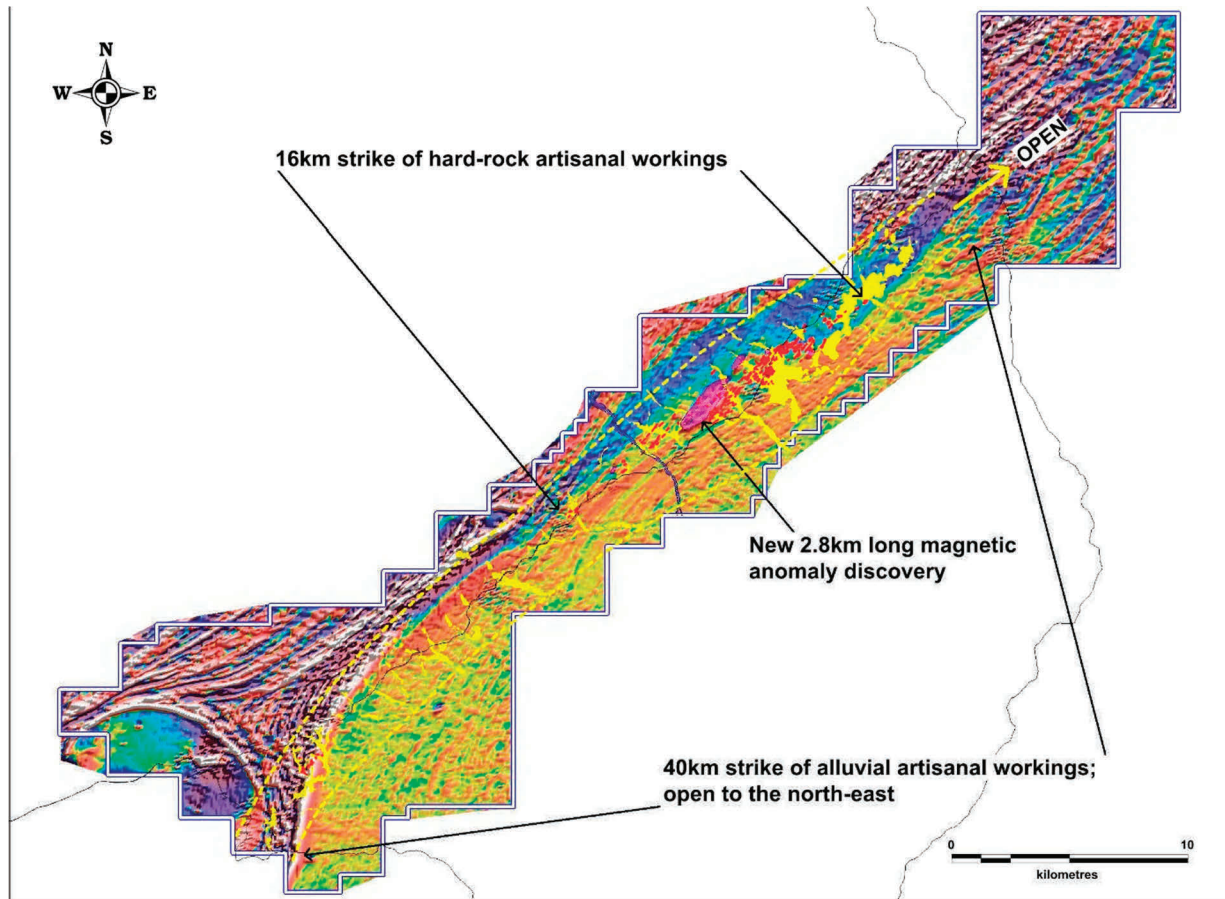 N
W E
S
OPEN
16km strike of hard-rock artisanal workings
New 2.8km long magnetic
anomaly discovery
40km strike of alluvial artisanal workings;
open to the north-east
0 10
kilometres